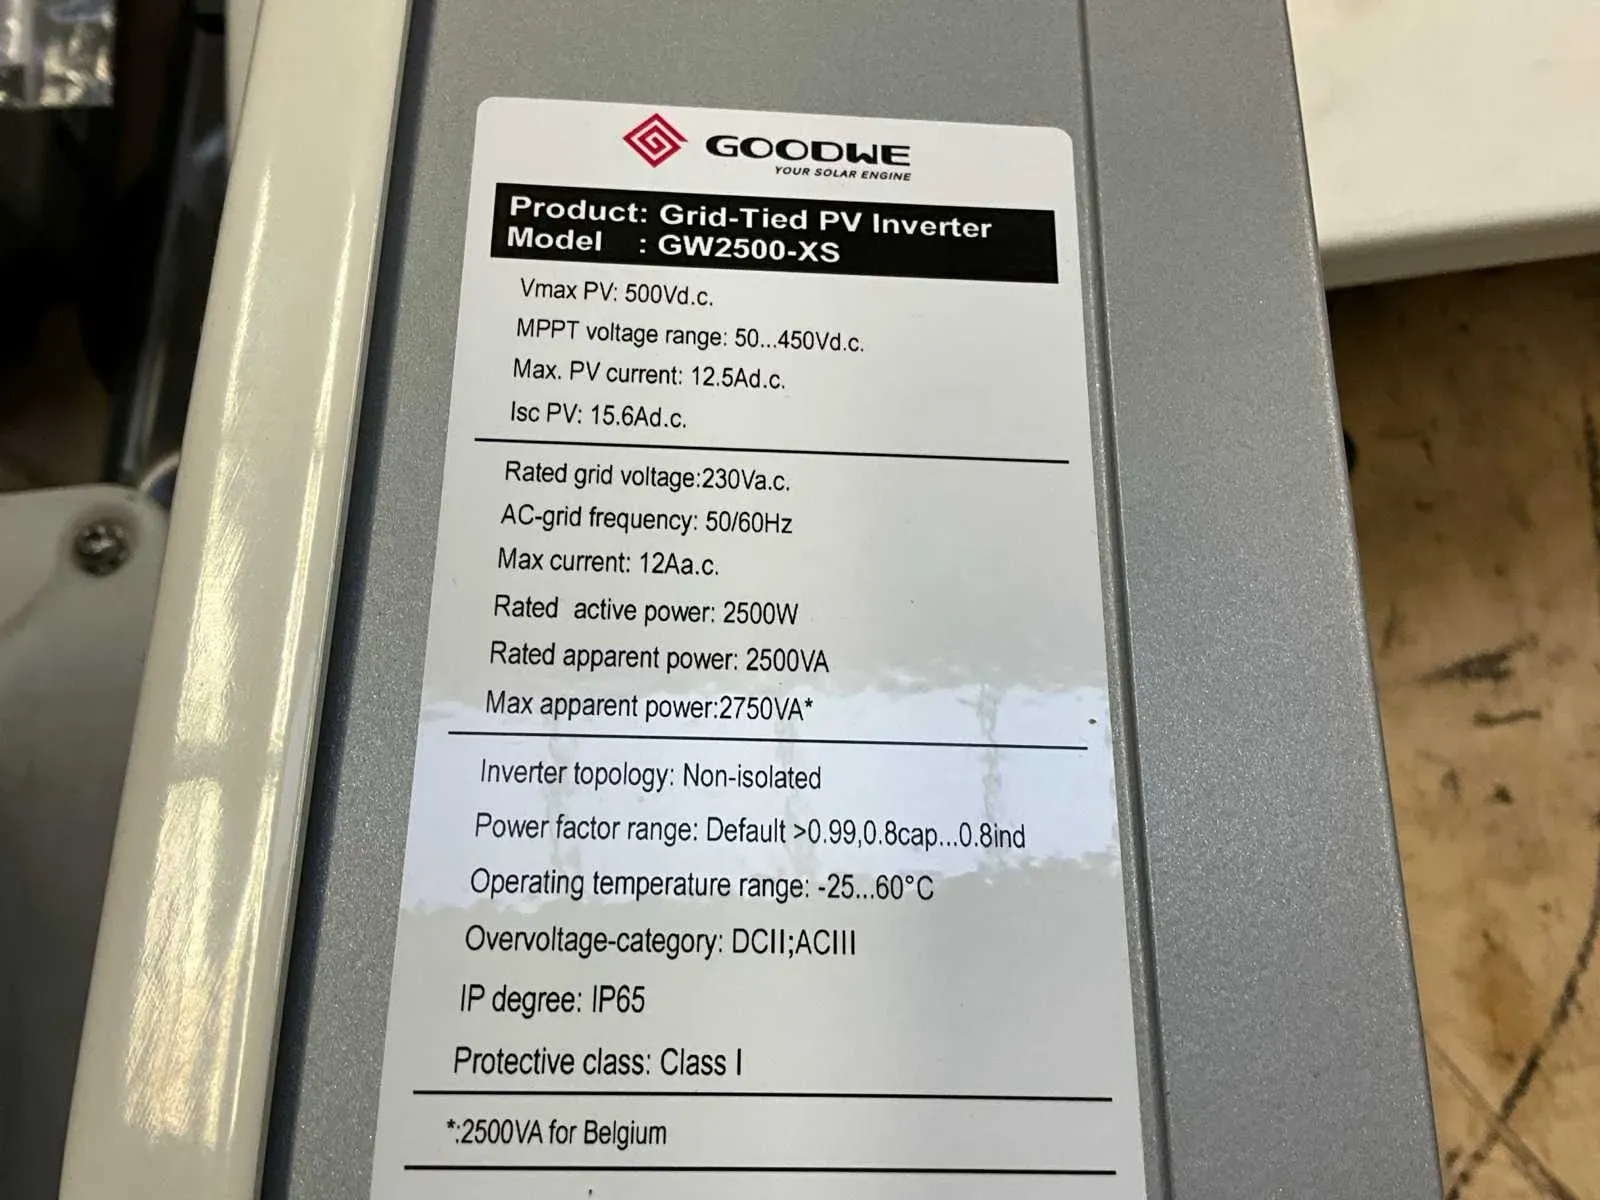 GOODWE
YOUR SOLAR ENGINE
Product: Grid-Tied PV Inverter
Model : GW2500-XS
Vmax PV: 500Vd.c.
MPPT voltage range: 50...450Vd.c.
Max. PV current: 12.5Ad.c.
Isc PV: 15.6Ad.c.
Rated grid voltage:230Va.c.
AC-grid frequency: 50/60Hz
Max current: 12Aa.c.
Rated active power: 2500W
Rated apparent power: 2500VA
Max apparent power:2750VA*
Inverter topology: Non-isolated
Power factor range: Default >0.99,0.8cap...0.8ind
Operating temperature range: -25...60°C
Overvoltage-category: DCII;ACIII
IP degree: IP65
Protective class: Class I
*:2500VA for Belgium